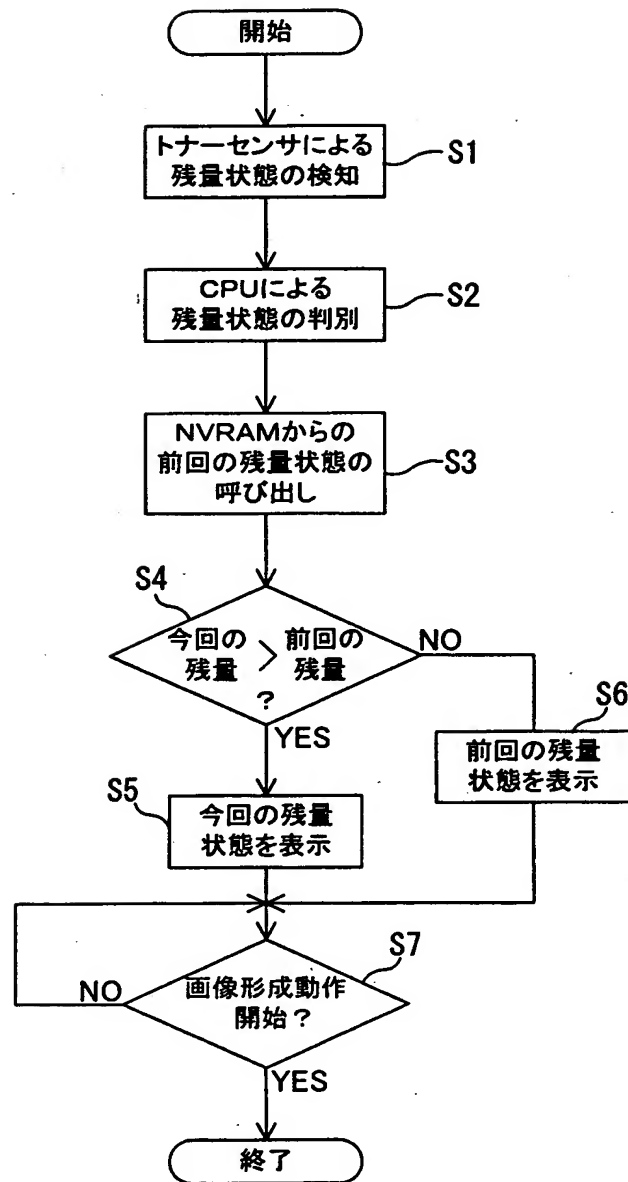 開始
トナーセンサによる
残量状態の検知
S1
CPUによる
残量状態の判別
S2
NVRAMからの
前回の残量状態の
呼び出し
S3
S4
今回の
残量
>
前回の
残量
?
NO
YES
S6
前回の残量
状態を表示
S5
今回の残量
状態を表示
S7
画像形成動作
開始?
NO
YES
終了